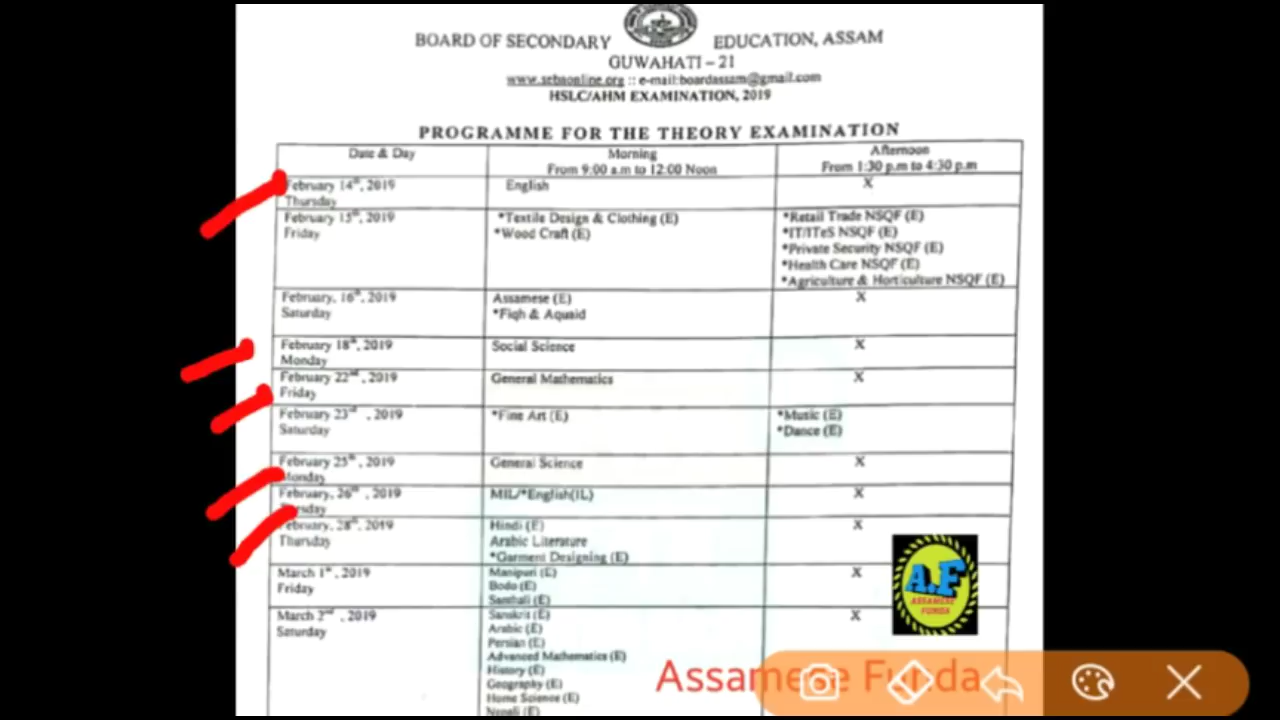 BOARD OF SECONDARY EDUCATION, ASSAM
GUWAHATI – 21
www.sebaonline.org :: e-mail:boardassam@gmail.com
HSLC/AHM EXAMINATION, 2019
PROGRAMME FOR THE THEORY EXAMINATION
Date & Day Morning Afternoon
From 9:00 a.m to 12:00 Noon From 1:30 p.m to 4:30 p.m
February 14th, 2019 English X
Thursday
February 15th, 2019 *Textile Design & Clothing (E) *Retail Trade NSQF (E)
Friday *Wood Craft (E) *IT/ITeS NSQF (E)
*Private Security NSQF (E)
*Health Care NSQF (E)
*Agriculture & Horticulture NSQF (E)
February, 16th, 2019 Assamese (E) X
Saturday *Fiqh & Aquaid
February 18th, 2019 Social Science X
Monday
February 22nd, 2019 General Mathematics X
Friday
February 23rd, 2019 *Fine Art (E) *Music (E)
Saturday *Dance (E)
February 25th, 2019 General Science X
Monday
February, 26th, 2019 MIL/*English(IL) X
February, 28th, 2019 Hindi (E) X
Thursday Arabic Literature
*Garment Designing (E)
March 1st, 2019 Manipuri (E) X
Friday Bodo (E)
Santhali (E)
March 2nd, 2019 Sanskrit (E) X
Saturday Arabic (E)
Persian (E)
Advanced Mathematics (E)
History (E)
Geography (E)
Home Science (E)
Nepali (E)
A.F
ASSAMESE
FUNDA
Assamese Funda